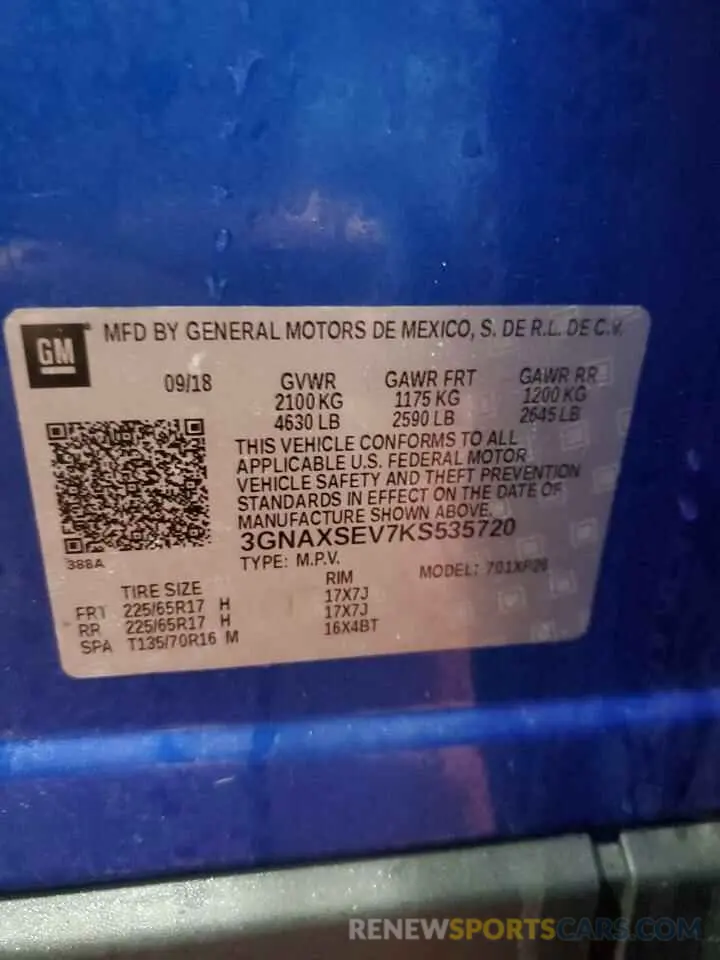 GM MFD BY GENERAL MOTORS DE MEXICO, S. DE R.L. DE C.V.
09/18 GVWR GAWR FRT GAWR RR
2100 KG 1175 KG 1200 KG
4630 LB 2590 LB 2645 LB
THIS VEHICLE CONFORMS TO ALL
APPLICABLE U.S. FEDERAL MOTOR
VEHICLE SAFETY AND THEFT PREVENTION
STANDARDS IN EFFECT ON THE DATE OF
MANUFACTURE SHOWN ABOVE.
3GNAXSEV7KS535720
388A
TYPE: M.P.V. MODEL: 701XP26
TIRE SIZE RIM
FRT 225/65R17 H 17X7J
RR 225/65R17 H 17X7J
SPA T135/70R16 M 16X4BT
RENEWSPORTSCARS.COM